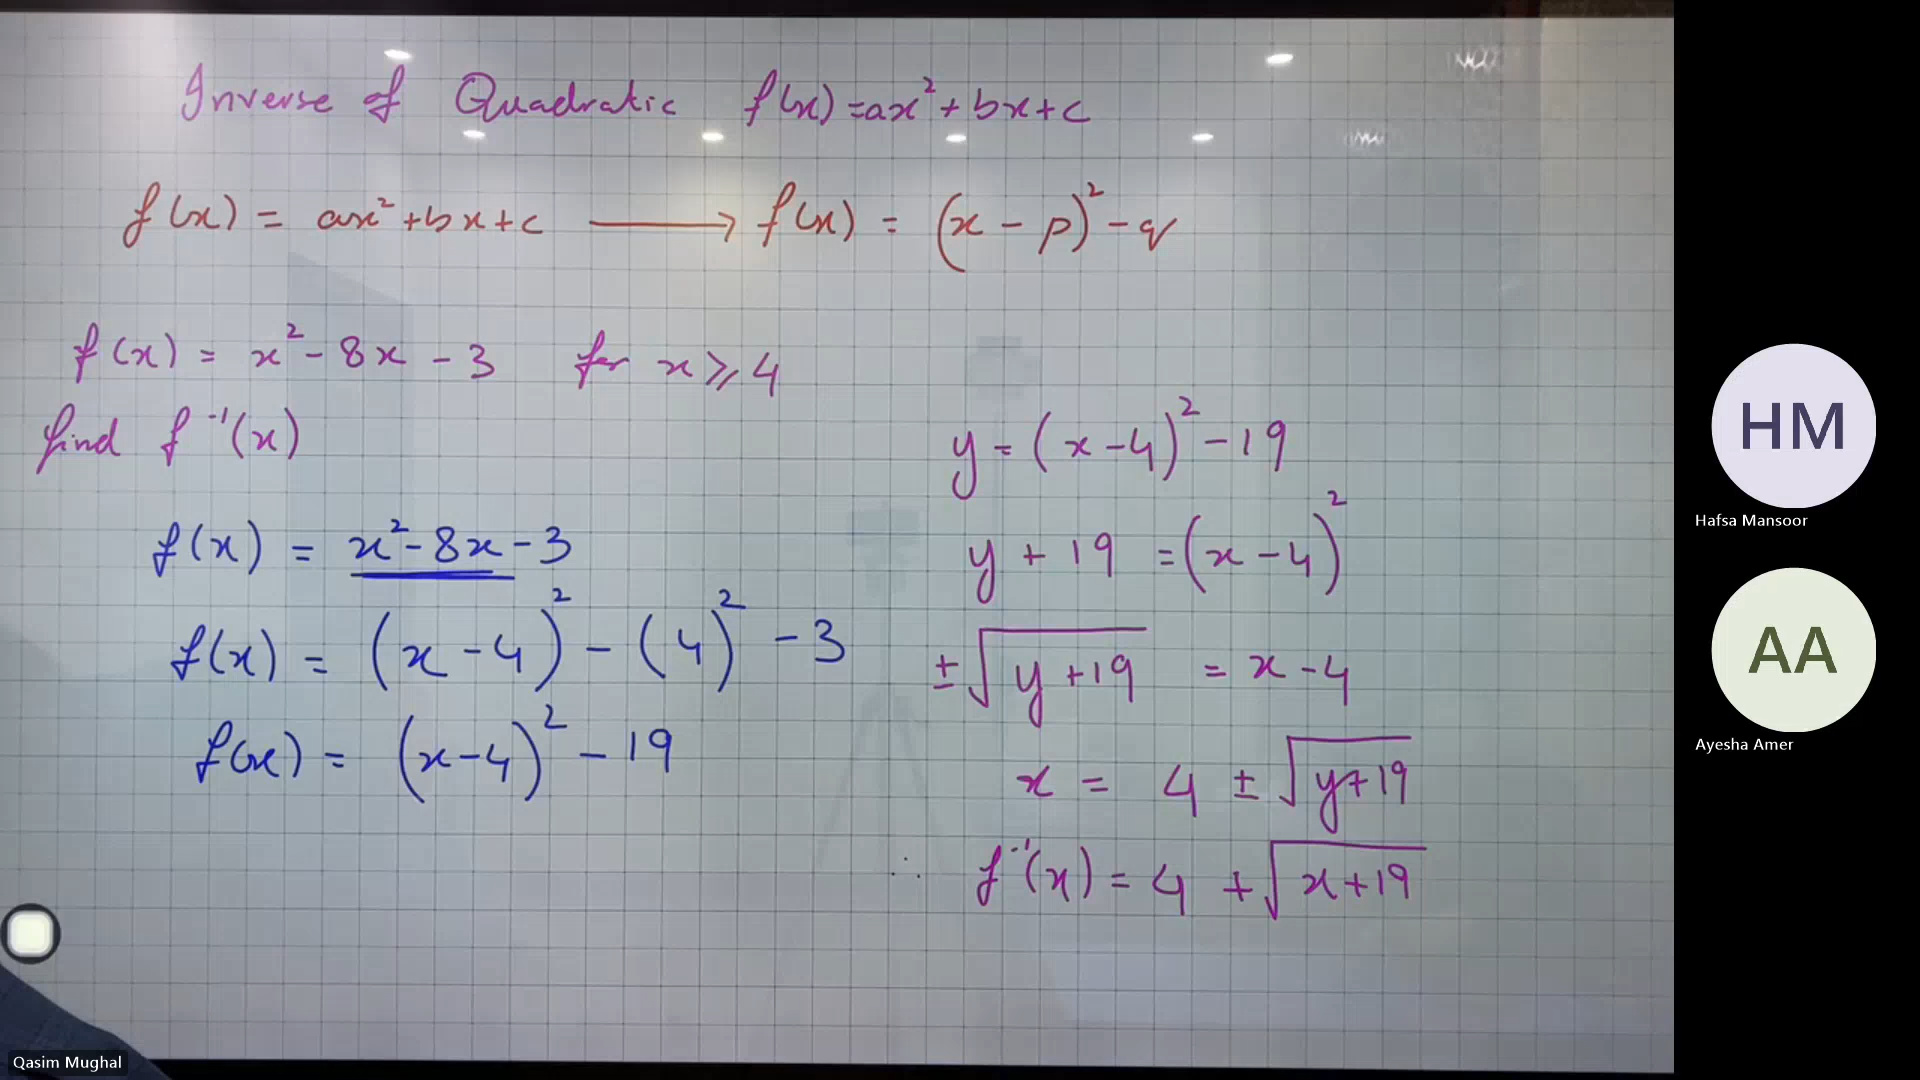 Inverse of Quadratic f(x) = ax² + bx + c
f(x) = ax² + bx + c ⟶ f(x) = (x - p)² - q
f(x) = x² - 8x - 3 for x ⩾ 4
find f⁻¹(x)
f(x) = x² - 8x - 3
f(x) = (x - 4)² - (4)² - 3
f(x) = (x - 4)² - 19
y = (x - 4)² - 19
y + 19 = (x - 4)²
± √(y + 19) = x - 4
x = 4 ± √(y + 19)
∴ f⁻¹(x) = 4 + √(x + 19)
HM
Hafsa Mansoor
AA
Ayesha Amer
Qasim Mughal